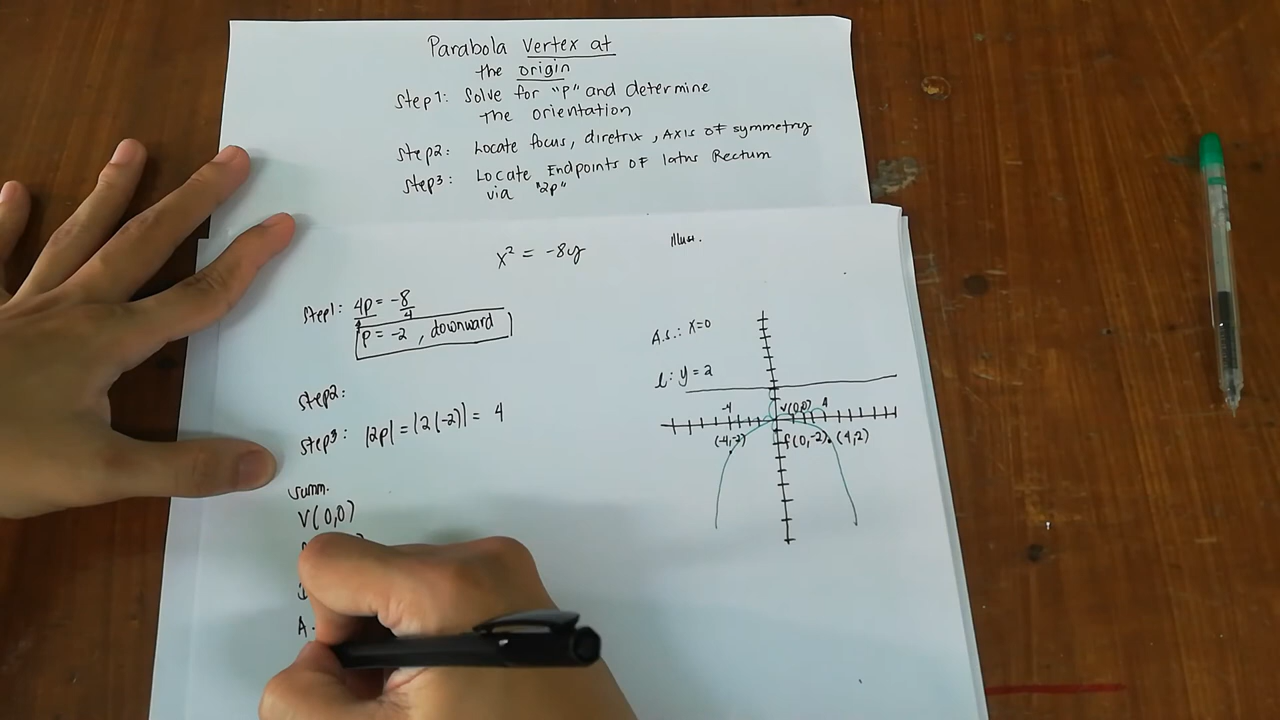 Parabola Vertex at
the origin
Step1: Solve for "P" and determine
the orientation
Step2: Locate focus, diretrix, Axis of symmetry
Step3: Locate Endpoints of latus Rectum
via "2p"
x² = -8y
Illus.
Step1: 4P = -8
4 4
P = -2, downward
Step2:
Step3: |2p| = |2(-2)| = 4
Summ.
V(0,0)
A.
A.S.: x=0
l: y = 2
-4 V(0,0) 4
(-4,-2) f(0,-2) (4,2)